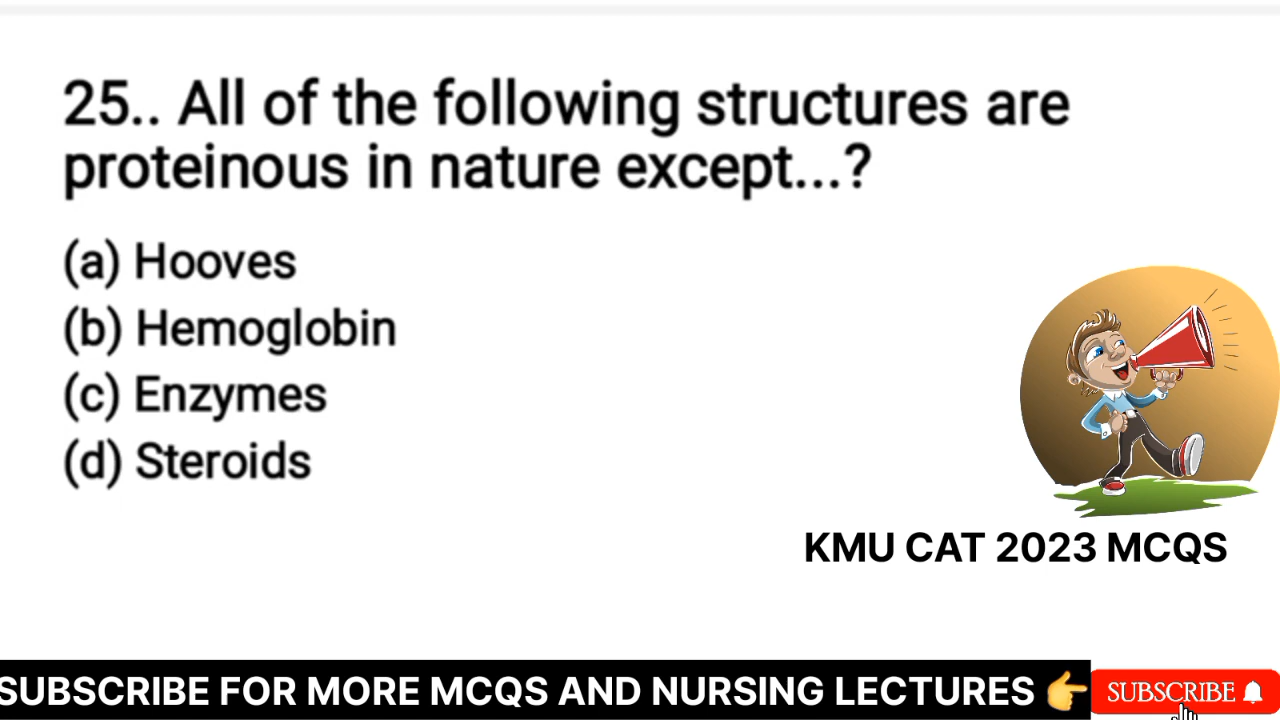 25.. All of the following structures are
proteinous in nature except...?
(a) Hooves
(b) Hemoglobin
(c) Enzymes
(d) Steroids
KMU CAT 2023 MCQS
SUBSCRIBE FOR MORE MCQS AND NURSING LECTURES 👉 SUBSCRIBE